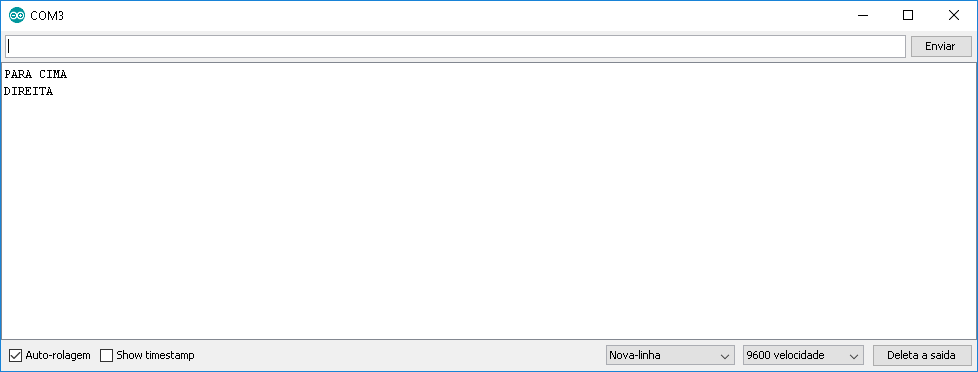 COM3
Enviar
PARA CIMA
DIREITA
Auto-rolagem Show timestamp Nova-linha 9600 velocidade Deleta a saida